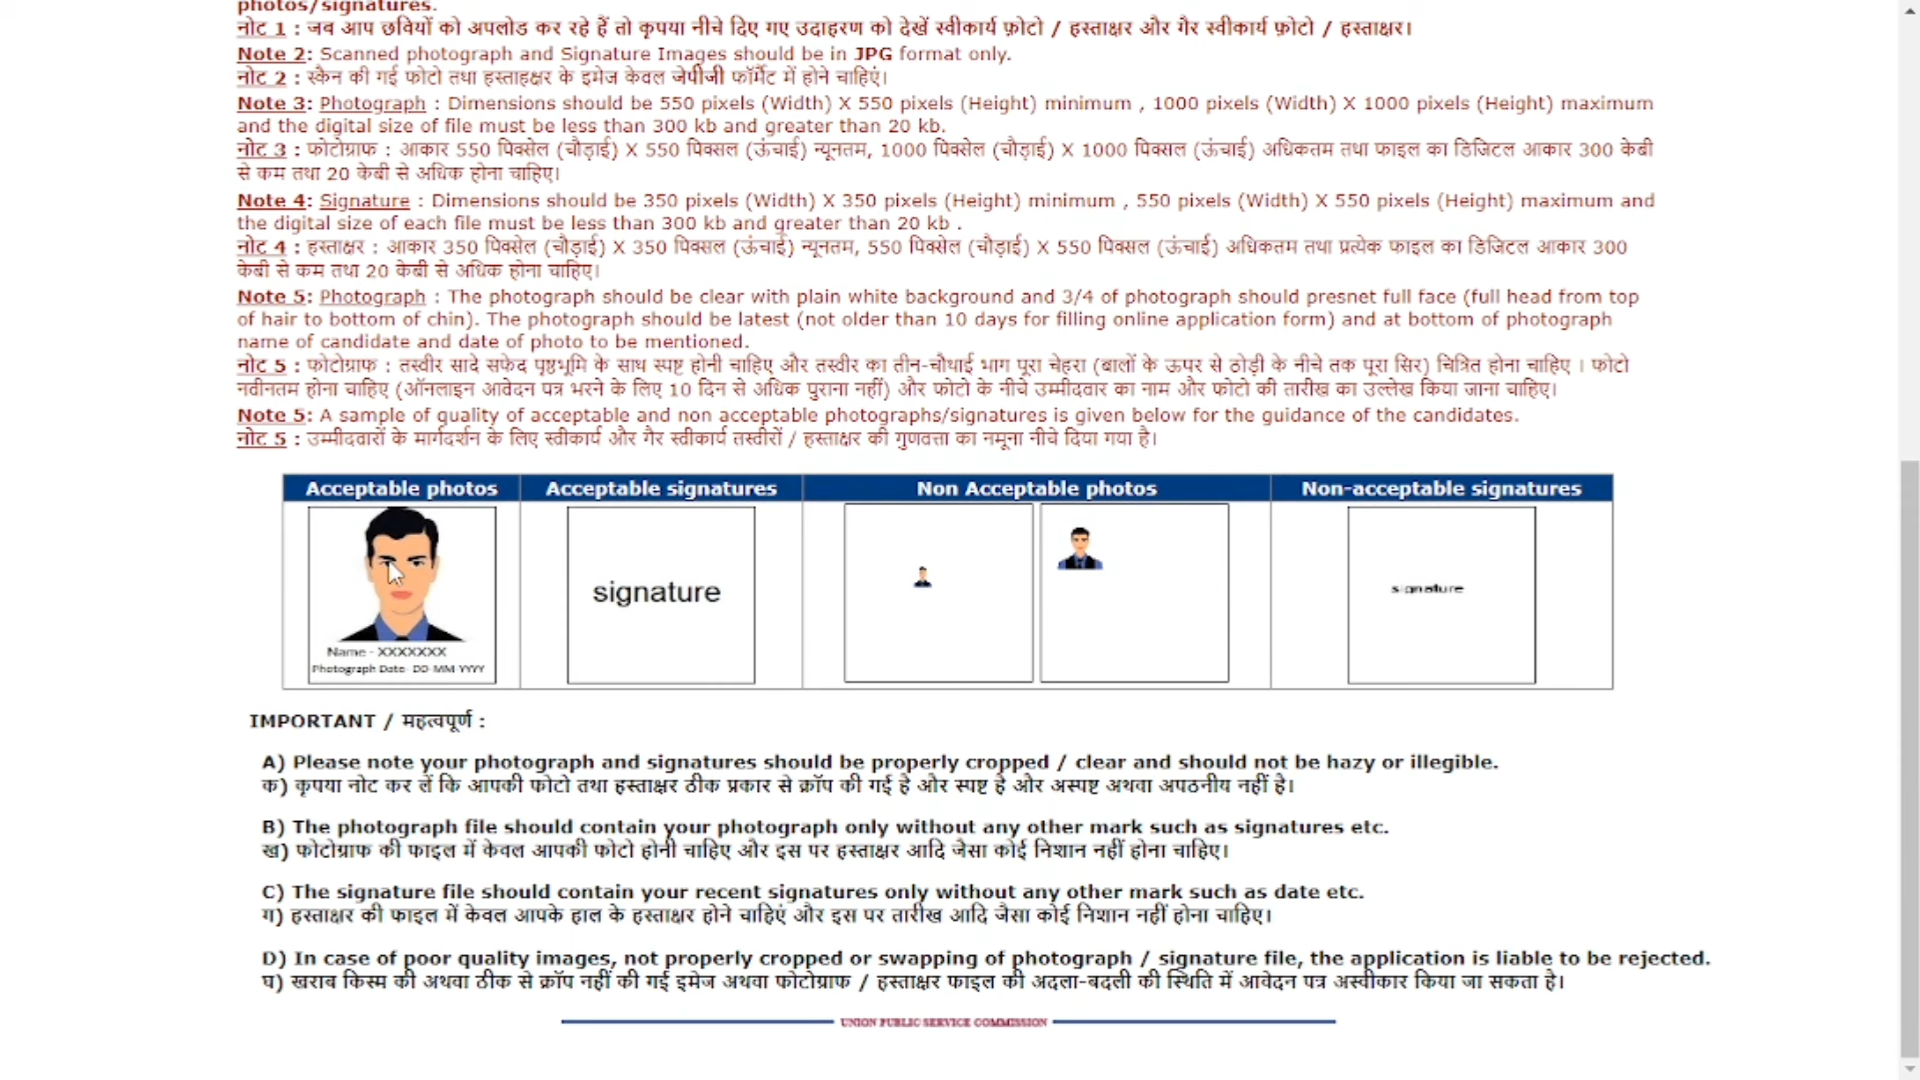 photos/signatures.
नोट 1 : जब आप छवियों को अपलोड कर रहे हैं तो कृपया नीचे दिए गए उदाहरण को देखें स्वीकार्य फ़ोटो / हस्ताक्षर और गैर स्वीकार्य फ़ोटो / हस्ताक्षर।
Note 2: Scanned photograph and Signature Images should be in JPG format only.
नोट 2 : स्कैन की गई फोटो तथा हस्ताहक्षर के इमेज केवल जेपीजी फॉर्मैट में होने चाहिएं।
Note 3: Photograph : Dimensions should be 550 pixels (Width) X 550 pixels (Height) minimum , 1000 pixels (Width) X 1000 pixels (Height) maximum
and the digital size of file must be less than 300 kb and greater than 20 kb.
नोट 3 : फोटोग्राफ : आकार 550 पिक्सेल (चौड़ाई) X 550 पिक्सल (ऊंचाई) न्यूनतम, 1000 पिक्सेल (चौड़ाई) X 1000 पिक्सल (ऊंचाई) अधिकतम तथा फाइल का डिजिटल आकार 300 केबी
से कम तथा 20 केबी से अधिक होना चाहिए।
Note 4: Signature : Dimensions should be 350 pixels (Width) X 350 pixels (Height) minimum , 550 pixels (Width) X 550 pixels (Height) maximum and
the digital size of each file must be less than 300 kb and greater than 20 kb .
नोट 4 : हस्ताक्षर : आकार 350 पिक्सेल (चौड़ाई) X 350 पिक्सल (ऊंचाई) न्यूनतम, 550 पिक्सेल (चौड़ाई) X 550 पिक्सल (ऊंचाई) अधिकतम तथा प्रत्येक फाइल का डिजिटल आकार 300
केबी से कम तथा 20 केबी से अधिक होना चाहिए।
Note 5: Photograph : The photograph should be clear with plain white background and 3/4 of photograph should presnet full face (full head from top
of hair to bottom of chin). The photograph should be latest (not older than 10 days for filling online application form) and at bottom of photograph
name of candidate and date of photo to be mentioned.
नोट 5 : फोटोग्राफ : तस्वीर सादे सफेद पृष्ठभूमि के साथ स्पष्ट होनी चाहिए और तस्वीर का तीन-चौथाई भाग पूरा चेहरा (बालों के ऊपर से ठोड़ी के नीचे तक पूरा सिर) चित्रित होना चाहिए । फोटो
नवीनतम होना चाहिए (ऑनलाइन आवेदन पत्र भरने के लिए 10 दिन से अधिक पुराना नहीं) और फोटो के नीचे उम्मीदवार का नाम और फोटो की तारीख का उल्लेख किया जाना चाहिए।
Note 5: A sample of quality of acceptable and non acceptable photographs/signatures is given below for the guidance of the candidates.
नोट 5 : उम्मीदवारों के मार्गदर्शन के लिए स्वीकार्य और गैर स्वीकार्य तस्वीरों / हस्ताक्षर की गुणवत्ता का नमूना नीचे दिया गया है।
Acceptable photos Acceptable signatures Non Acceptable photos Non-acceptable signatures
signature signature
Name - XXXXXXX
Photograph Date- DD-MM-YYYY
IMPORTANT / महत्वपूर्ण :
A) Please note your photograph and signatures should be properly cropped / clear and should not be hazy or illegible.
क) कृपया नोट कर लें कि आपकी फोटो तथा हस्ताक्षर ठीक प्रकार से क्रॉप की गई है और स्पष्ट है और अस्पष्ट अथवा अपठनीय नहीं है।
B) The photograph file should contain your photograph only without any other mark such as signatures etc.
ख) फोटोग्राफ की फाइल में केवल आपकी फोटो होनी चाहिए और इस पर हस्ताक्षर आदि जैसा कोई निशान नहीं होना चाहिए।
C) The signature file should contain your recent signatures only without any other mark such as date etc.
ग) हस्ताक्षर की फाइल में केवल आपके हाल के हस्ताक्षर होने चाहिएं और इस पर तारीख आदि जैसा कोई निशान नहीं होना चाहिए।
D) In case of poor quality images, not properly cropped or swapping of photograph / signature file, the application is liable to be rejected.
घ) खराब किस्म की अथवा ठीक से क्रॉप नहीं की गई इमेज अथवा फोटोग्राफ / हस्ताक्षर फाइल की अदला-बदली की स्थिति में आवेदन पत्र अस्वीकार किया जा सकता है।
UNION PUBLIC SERVICE COMMISSION